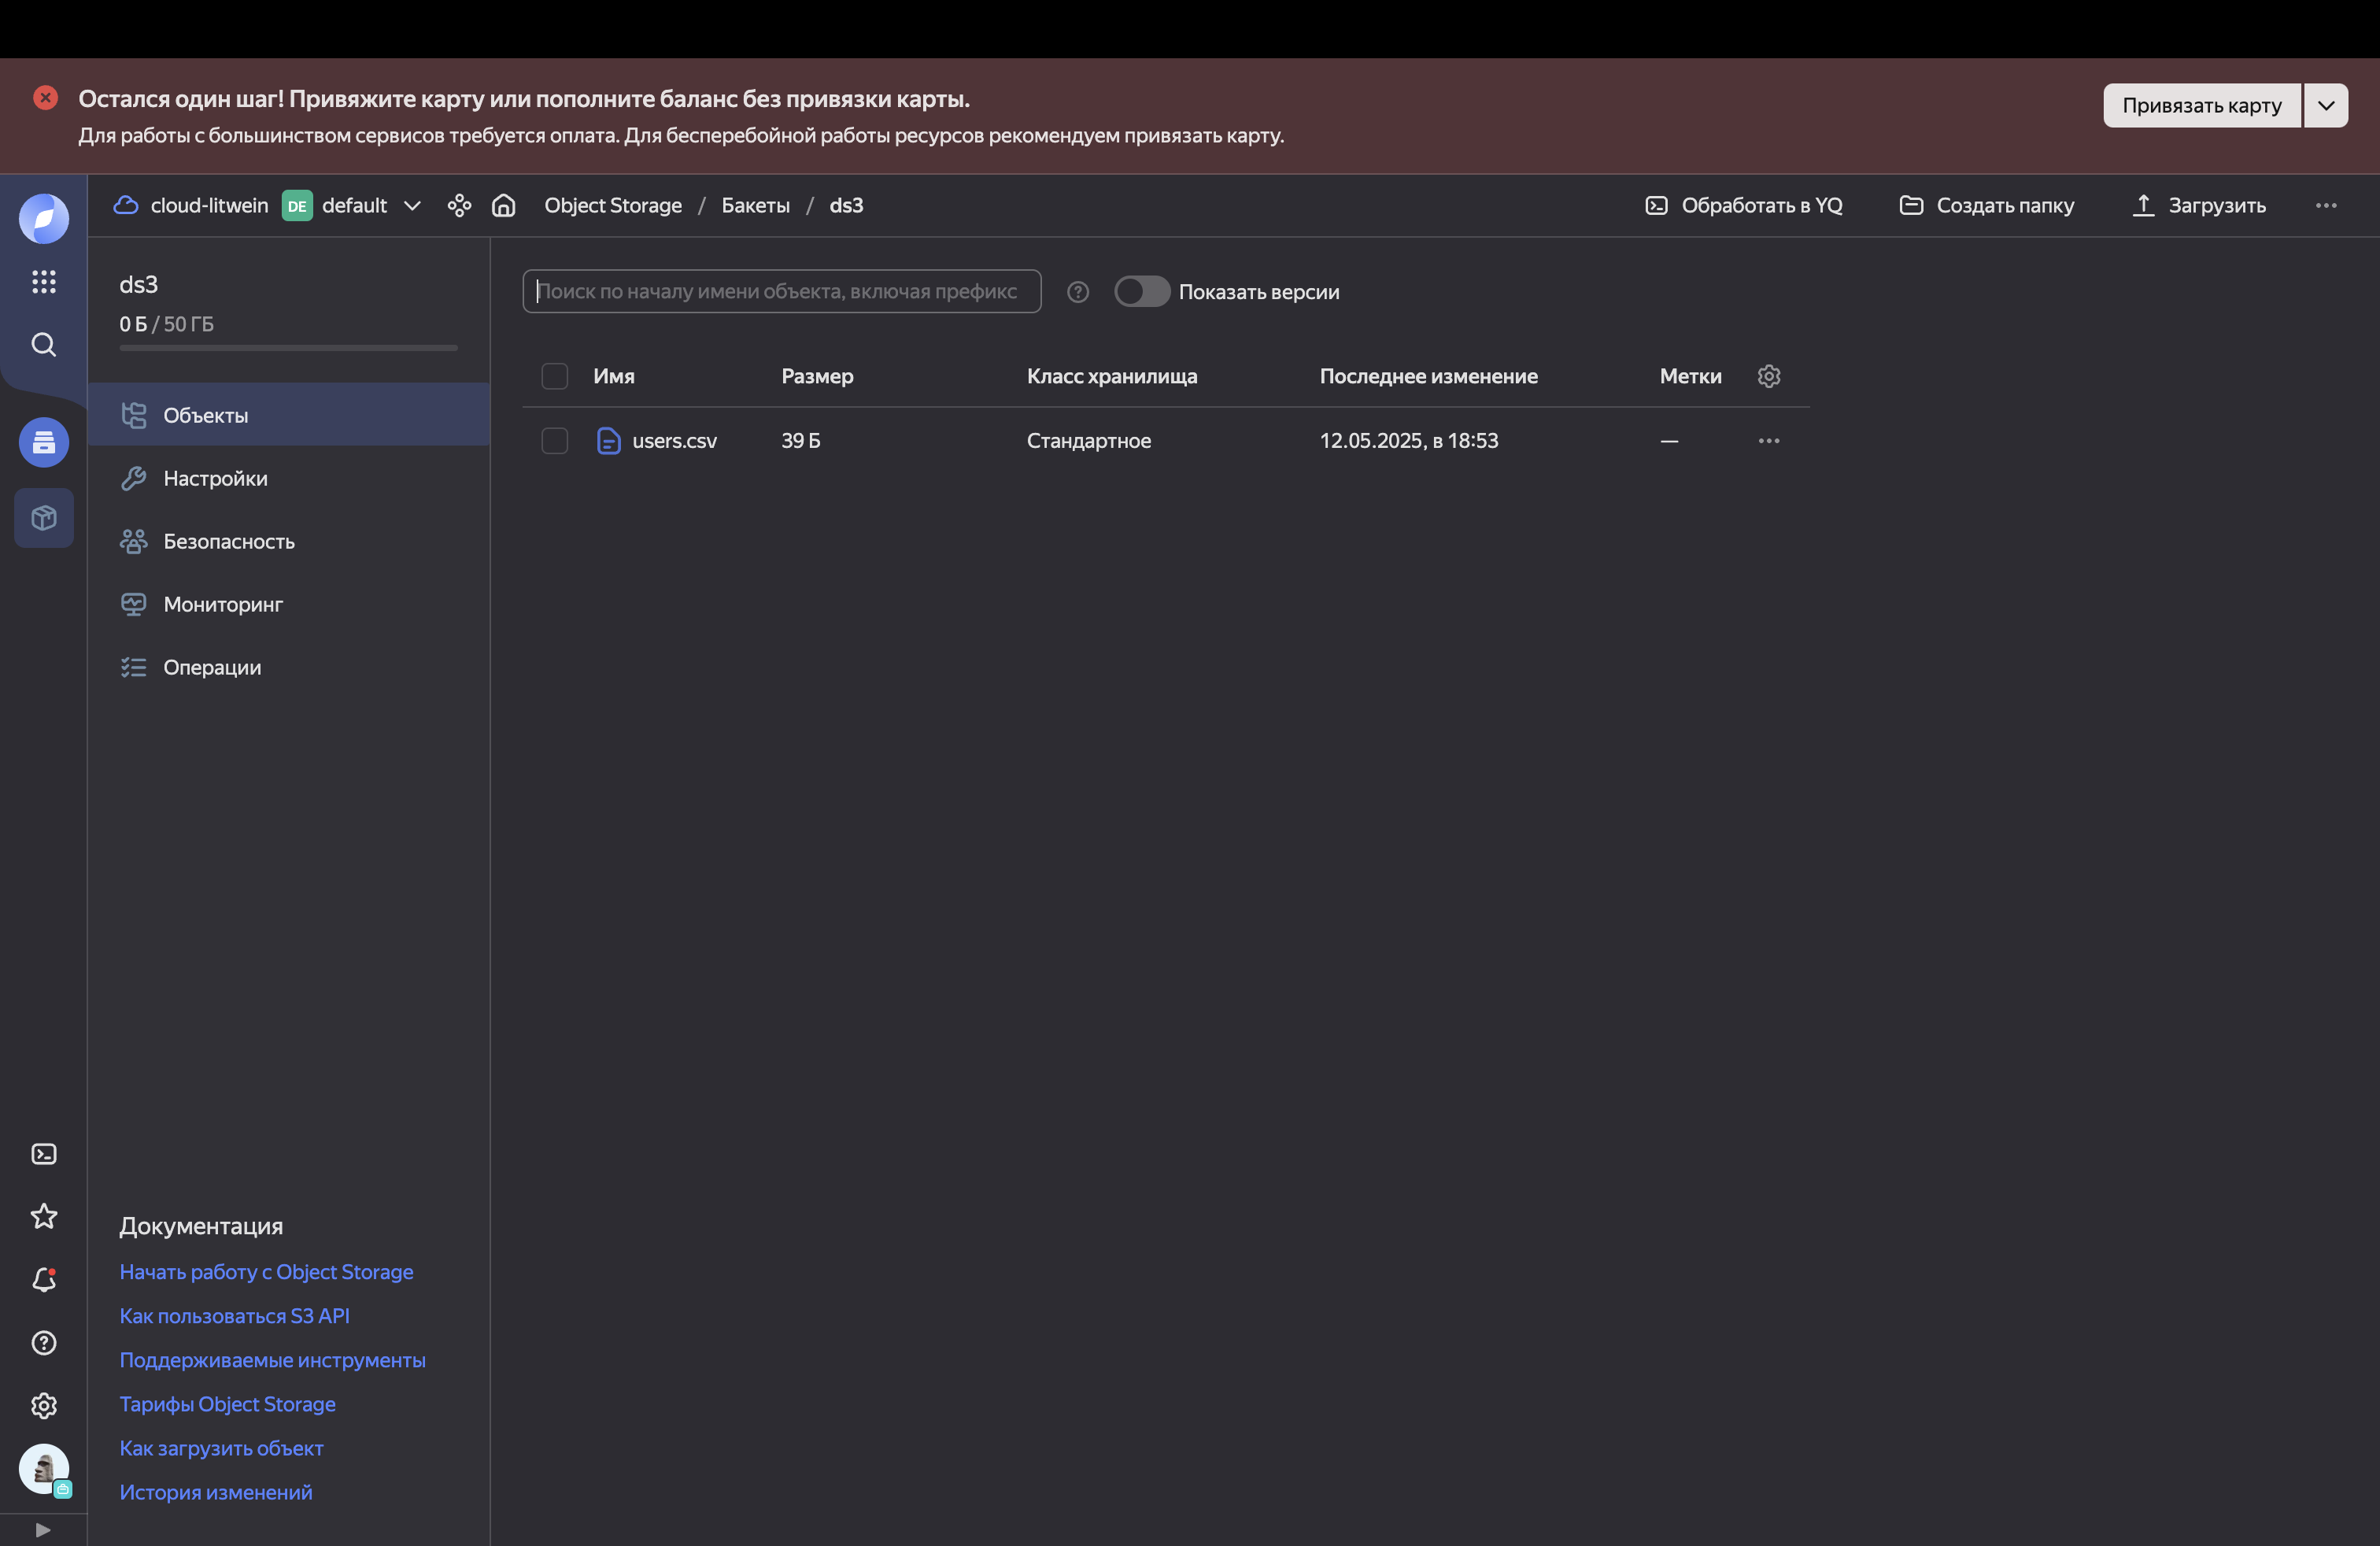 Остался один шаг! Привяжите карту или пополните баланс без привязки карты.
Для работы с большинством сервисов требуется оплата. Для бесперебойной работы ресурсов рекомендуем привязать карту.
Привязать карту
cloud-litwein DE default Object Storage / Бакеты / ds3
Обработать в YQ Создать папку Загрузить
ds3
0 Б / 50 ГБ
Объекты
Настройки
Безопасность
Мониторинг
Операции
Поиск по началу имени объекта, включая префикс
Показать версии
Имя Размер Класс хранилища Последнее изменение Метки
users.csv 39 Б Стандартное 12.05.2025, в 18:53 —
Документация
Начать работу с Object Storage
Как пользоваться S3 API
Поддерживаемые инструменты
Тарифы Object Storage
Как загрузить объект
История изменений